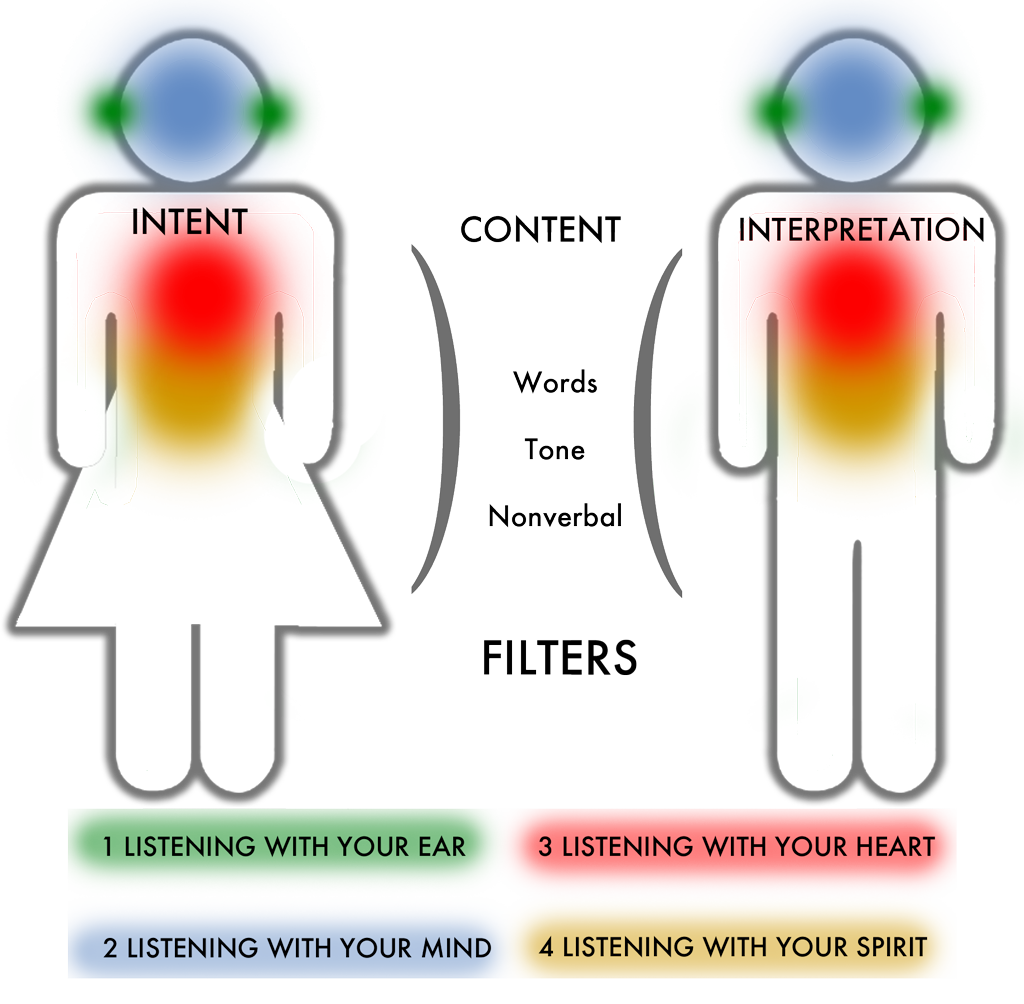 INTENT
CONTENT
INTERPRETATION
Words
Tone
Nonverbal
FILTERS
1 LISTENING WITH YOUR EAR
3 LISTENING WITH YOUR HEART
2 LISTENING WITH YOUR MIND
4 LISTENING WITH YOUR SPIRIT